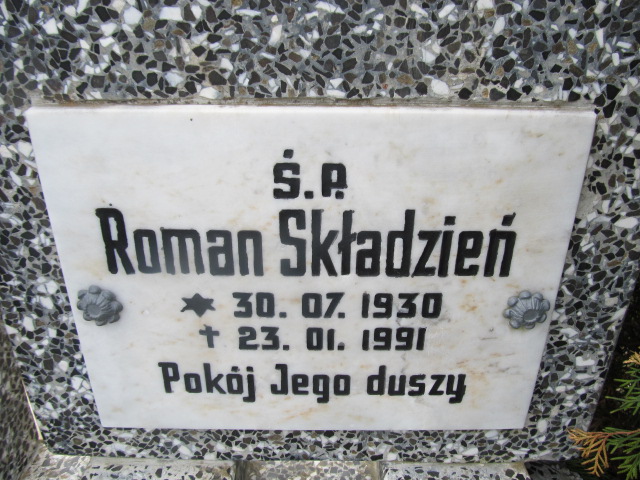 Ś.P.
Roman Składzień
* 30. 07. 1930
† 23. 01. 1991
Pokój Jego duszy